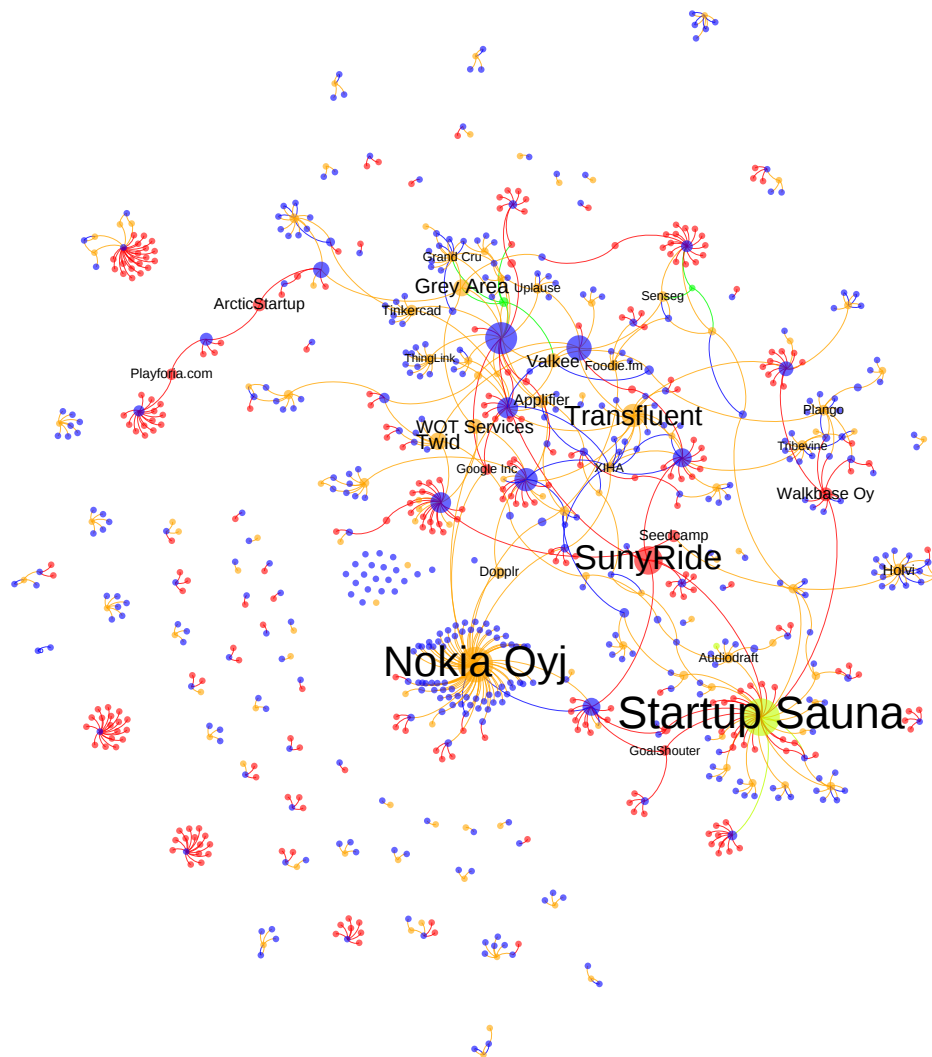 Grand Cru
Grey Area
Uplause
Senseg
ArcticStartup
Tinkercad
ThingLink
Valkee
Foodie.fm
Playforia.com
Applifier
Transfluent
Plango
WOT Services
Twid
Tribevine
Google Inc
XIHA
Walkbase Oy
Seedcamp
SunyRide
Dopplr
Holvi
Nokia Oyj
Audiodraft
Startup Sauna
GoalShouter